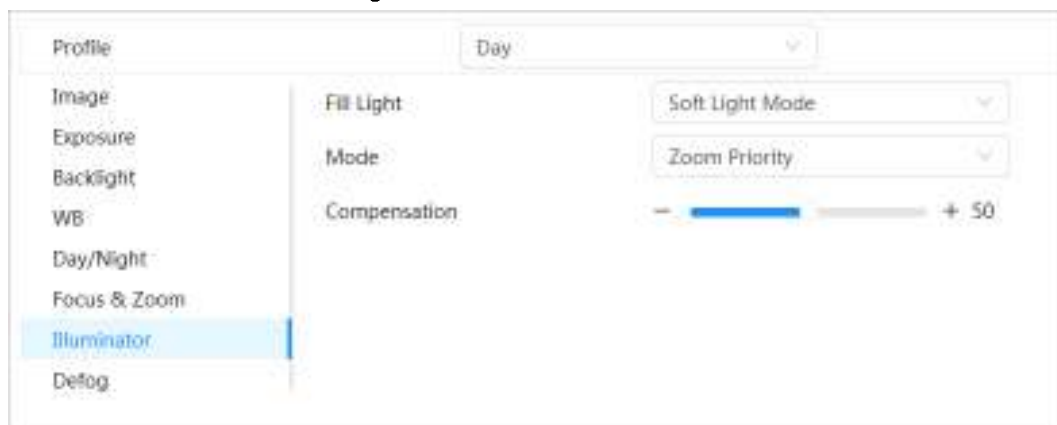 Profile Day
Image
Fill Light Soft Light Mode
Exposure
Mode Zoom Priority
Backlight
WB
Compensation − + 50
Day/Night
Focus & Zoom
Illuminator
Defog